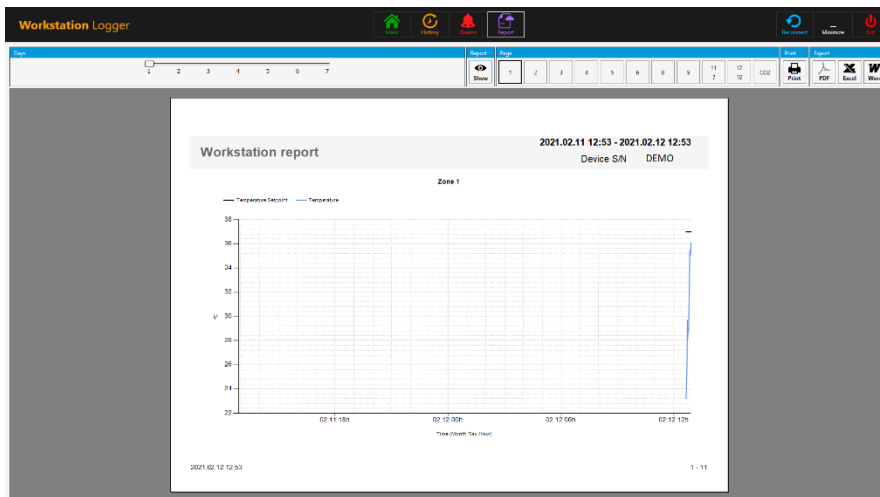 Workstation Logger
Main
History
Alarms
Report
Reconnect
Minimize
Exit
Days
Report
Page
Print
Export
1 2 3 4 5 6 7
Show
1
2
3
4
5
6
8
9
11
7
12
10
CO2
Print
PDF
Excel
Word
Workstation report
2021.02.11 12:53 - 2021.02.12 12:53
Device S/N DEMO
Zone 1
Temperature Setpoint
Temperature
38
36
34
32
30
28
26
24
22
°C
02.11 18h
02.12 00h
02.12 06h
02.12 12h
Time (Month Day Hour)
2021.02.12 12:53
1 - 11